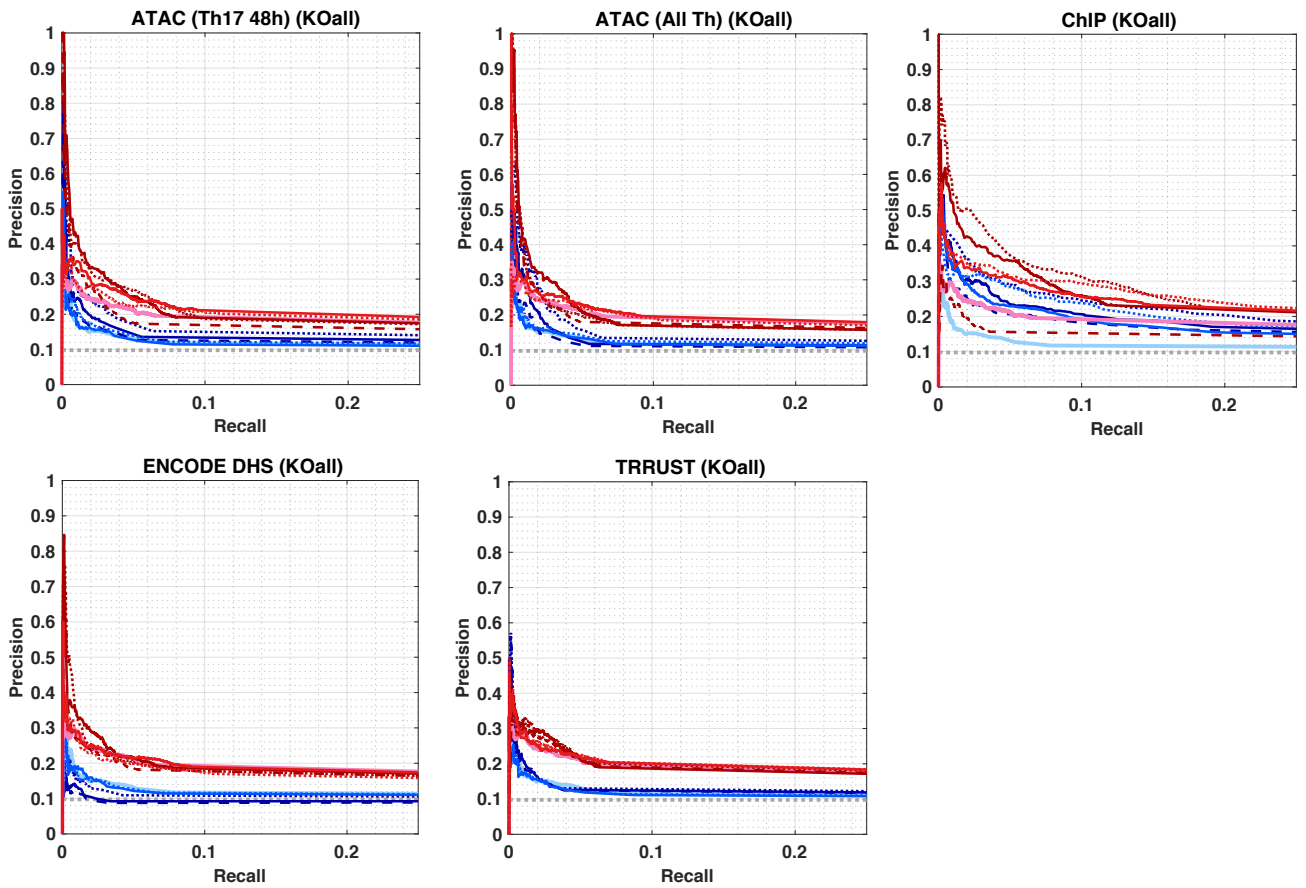 ATAC (Th17 48h) (KOall)
1
0.9
0.8
0.7
0.6
0.5
0.4
0.3
0.2
0.1
0
Precision
0 0.1 0.2
Recall
ATAC (All Th) (KOall)
1
0.9
0.8
0.7
0.6
0.5
0.4
0.3
0.2
0.1
0
Precision
0 0.1 0.2
Recall
ChIP (KOall)
1
0.9
0.8
0.7
0.6
0.5
0.4
0.3
0.2
0.1
0
Precision
0 0.1 0.2
Recall
ENCODE DHS (KOall)
1
0.9
0.8
0.7
0.6
0.5
0.4
0.3
0.2
0.1
0
Precision
0 0.1 0.2
Recall
TRRUST (KOall)
1
0.9
0.8
0.7
0.6
0.5
0.4
0.3
0.2
0.1
0
Precision
0 0.1 0.2
Recall